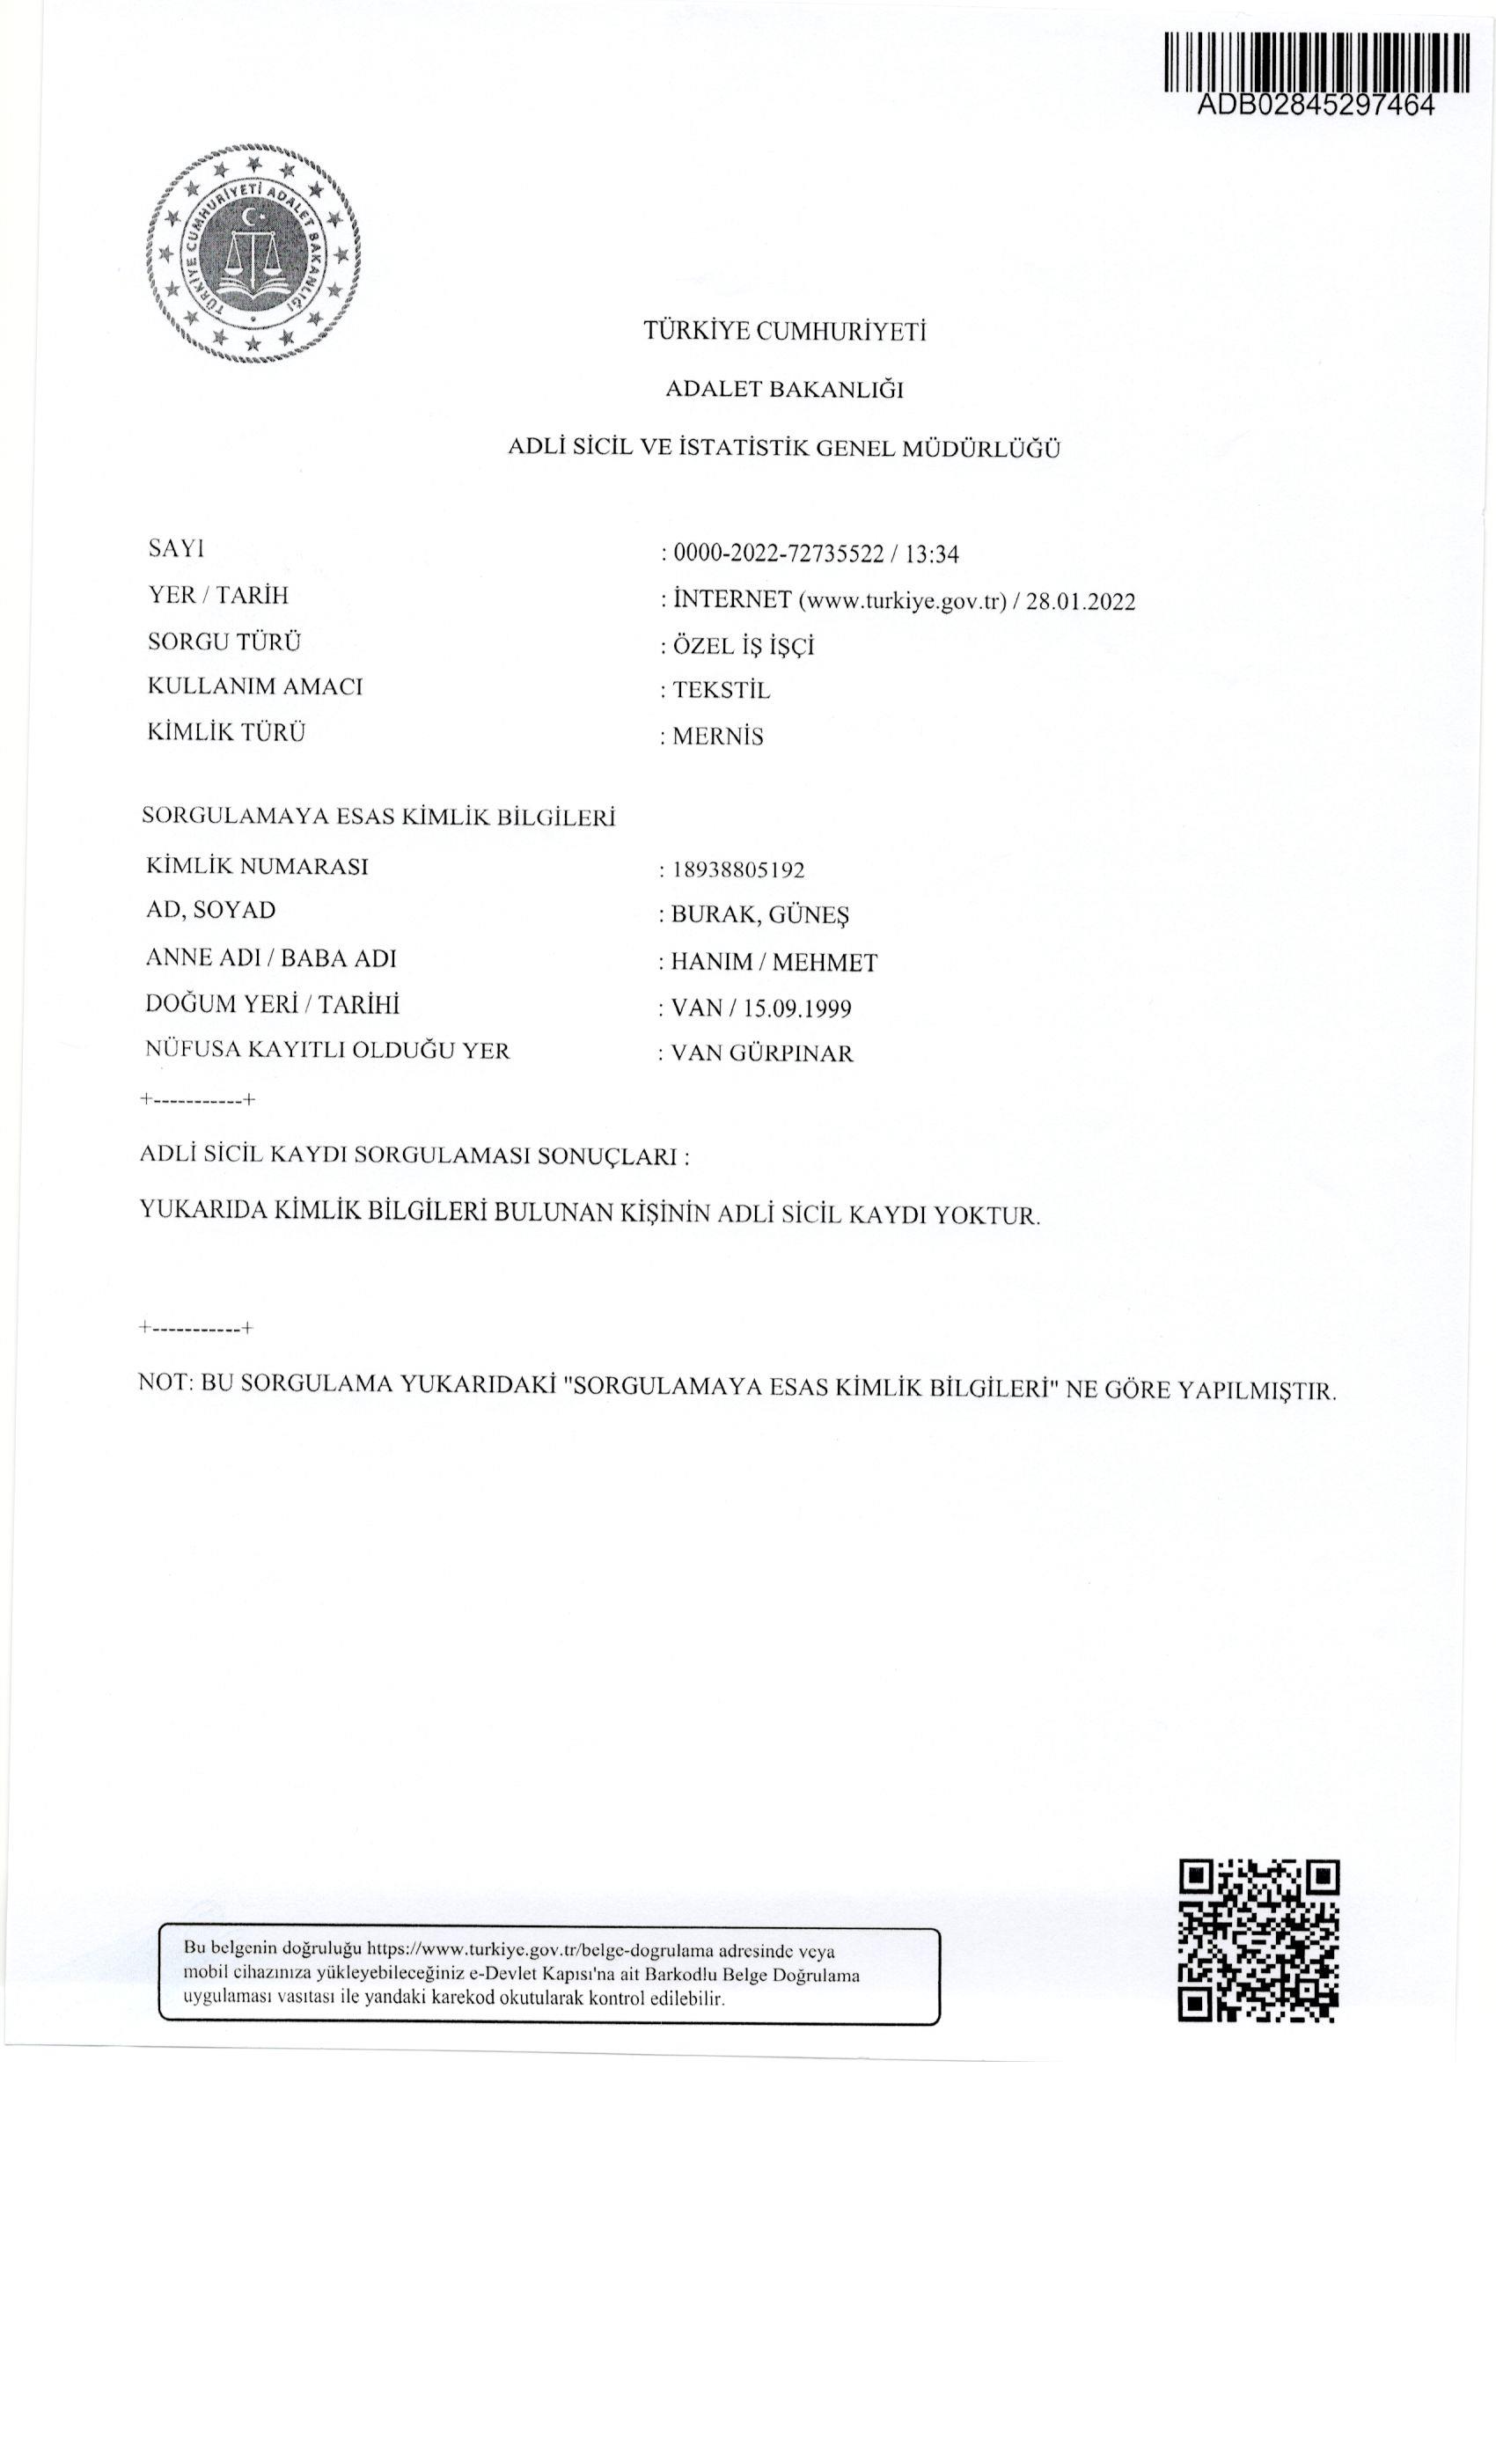 ADB02845297464
TÜRKİYE CUMHURİYETİ ADALET BAKANLIĞI
TÜRKİYE CUMHURİYETİ
ADALET BAKANLIĞI
ADLİ SİCİL VE İSTATİSTİK GENEL MÜDÜRLÜĞÜ
SAYI : 0000-2022-72735522 / 13:34
YER / TARİH : İNTERNET (www.turkiye.gov.tr) / 28.01.2022
SORGU TÜRÜ : ÖZEL İŞ İŞÇİ
KULLANIM AMACI : TEKSTİL
KİMLİK TÜRÜ : MERNİS
SORGULAMAYA ESAS KİMLİK BİLGİLERİ
KİMLİK NUMARASI : 18938805192
AD, SOYAD : BURAK, GÜNEŞ
ANNE ADI / BABA ADI : HANIM / MEHMET
DOĞUM YERİ / TARİHİ : VAN / 15.09.1999
NÜFUSA KAYITLI OLDUĞU YER : VAN GÜRPINAR
+-----------+
ADLİ SİCİL KAYDI SORGULAMASI SONUÇLARI :
YUKARIDA KİMLİK BİLGİLERİ BULUNAN KİŞİNİN ADLİ SİCİL KAYDI YOKTUR.
+-----------+
NOT: BU SORGULAMA YUKARIDAKİ "SORGULAMAYA ESAS KİMLİK BİLGİLERİ" NE GÖRE YAPILMIŞTIR.
Bu belgenin doğruluğu https://www.turkiye.gov.tr/belge-dogrulama adresinde veya
mobil cihazınıza yükleyebileceğiniz e-Devlet Kapısı'na ait Barkodlu Belge Doğrulama
uygulaması vasıtası ile yandaki karekod okutularak kontrol edilebilir.